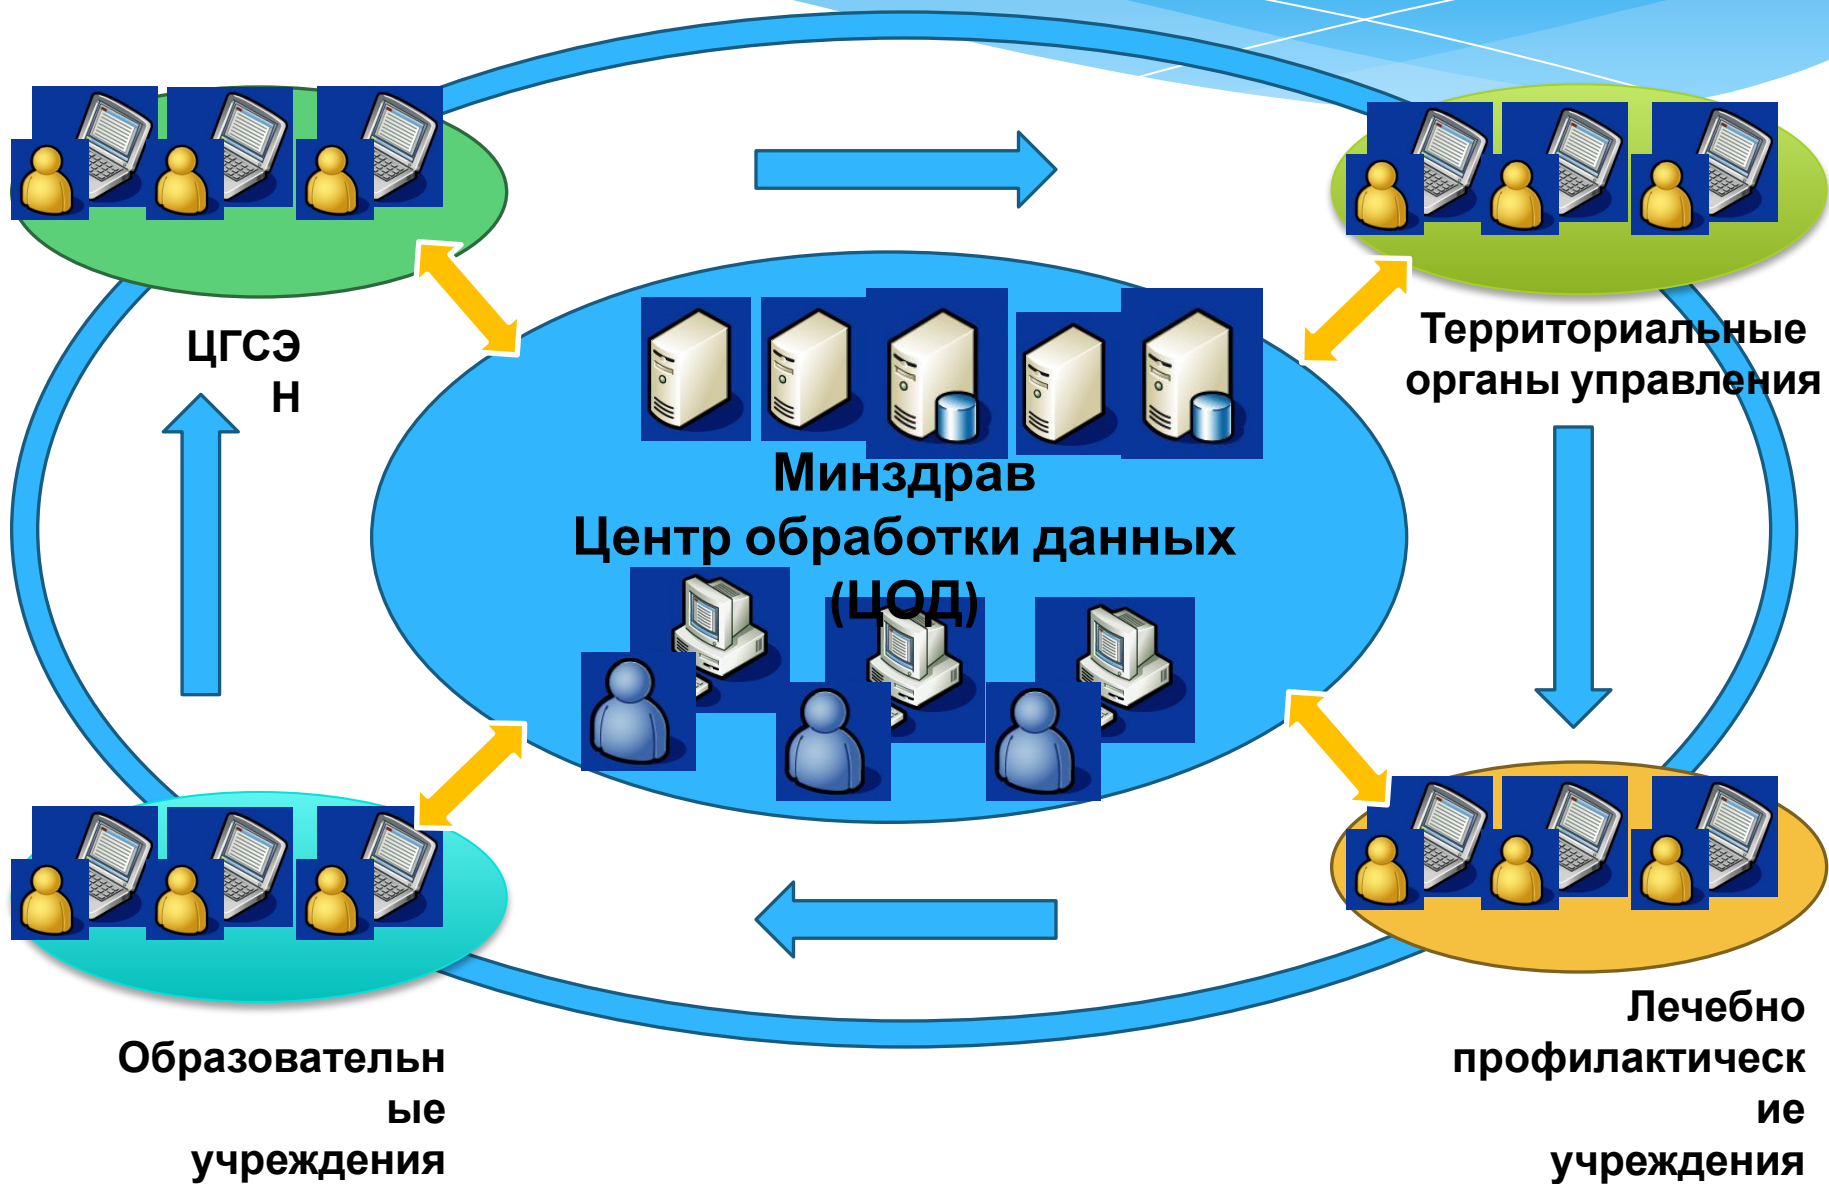 ЦГСЭ
Н
Территориальные
органы управления
Минздрав
Центр обработки данных
(ЦОД)
Образовательн
ые
учреждения
Лечебно
профилактическ
ие
учреждения